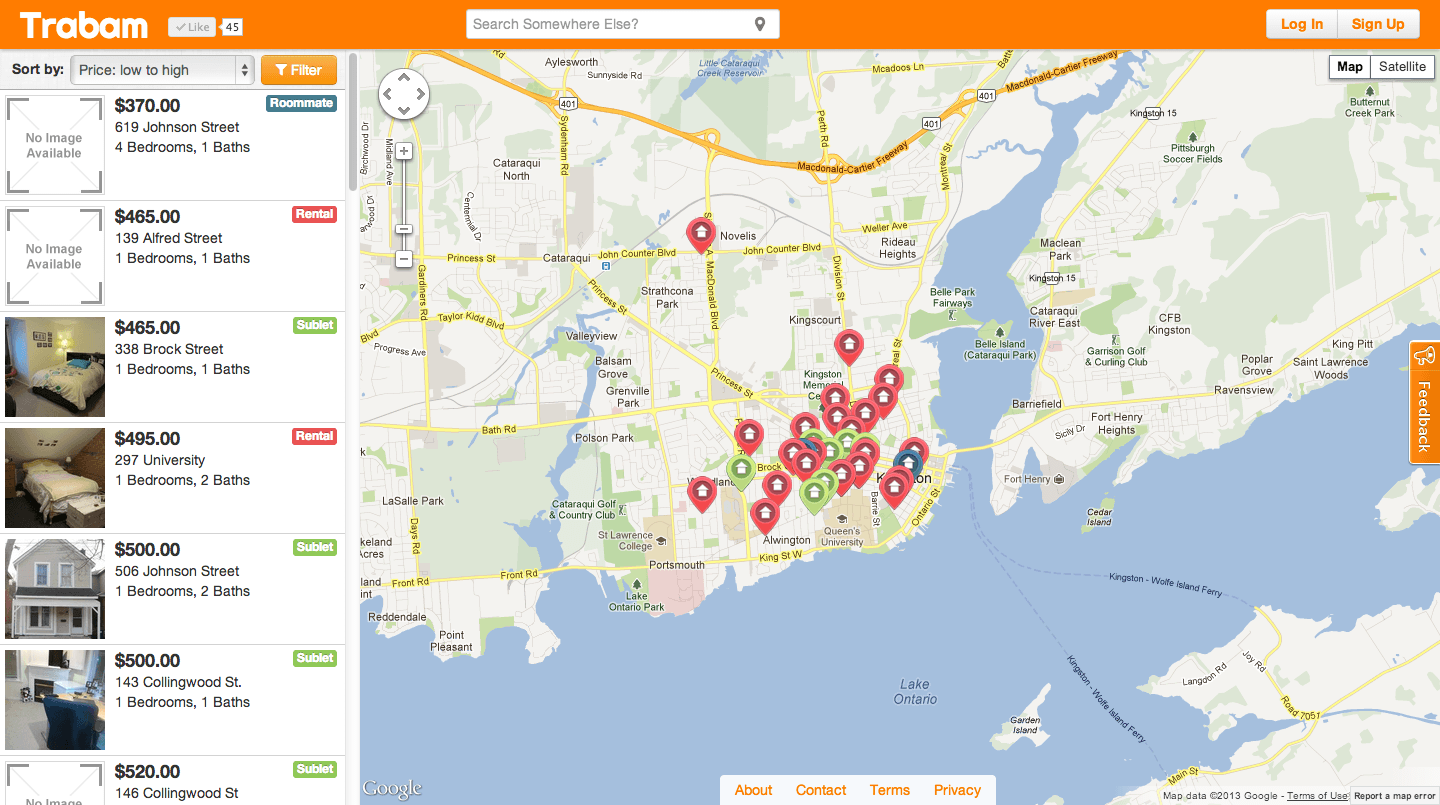 Trabam
Like 45
Search Somewhere Else?
Log In
Sign Up
Sort by:
Price: low to high
Filter
No Image
Available
$370.00
Roommate
619 Johnson Street
4 Bedrooms, 1 Baths
No Image
Available
$465.00
Rental
139 Alfred Street
1 Bedrooms, 1 Baths
$465.00
Sublet
338 Brock Street
1 Bedrooms, 1 Baths
$495.00
Rental
297 University
1 Bedrooms, 2 Baths
$500.00
Sublet
506 Johnson Street
1 Bedrooms, 2 Baths
$500.00
Sublet
143 Collingwood St.
1 Bedrooms, 1 Baths
No Image
$520.00
Sublet
146 Collingwood St
Map
Satellite
Aylesworth
Sunnyside Rd
Little Cataraqui
Creek Reservoir
Mcadoos Ln
Macdonald-Cartier Freeway
401
401
401
Kingston 15
Butternut
Creek Park
Birchwood Dr
Midland Ave
Sydenham Rd
Perth Rd
Montreal St
Macdonald-Cartier Freeway
Pittsburgh
Soccer Fields
Cataraqui
North
Centennial Dr
Gardiners Rd
Princess St
Cataraqui
Novelis
John Counter Blvd
John Counter Blvd
Weller Ave
Rideau
Heights
Division St
Maclean
Park
Kingston 15
Strathcona
Park
Princess St
Belle Park
Fairways
Taylor Kidd Blvd
Blvd
Kingscourt
Cataraqui
River East
CFB
Kingston
Valleyview
Progress Ave
Belle Island
(Cataraqui Park)
Garrison Golf
& Curling Club
King Pitt
Balsam
Grove
Poplar
Grove
Saint Lawrence
Woods
Grenville
Park
Princess St
Kingston
Ravensview
Barriefield
Fort Henry
Heights
Bath Rd
Polson Park
Sicily Dr
Brock
Fort Henry
LaSalle Park
Days Rd
Cataraqui Golf
& Country Club
Barrie St
Ontario St
Cedar
Island
St Lawrence
College
Queen's
University
Alwington
King St W
Portsmouth
Front Rd
Front Rd
Lake
Ontario Park
Reddendale
Point
Pleasant
Kingston - Wolfe Island Ferry
Kingston - Wolfe Island Ferry
Lake
Ontario
Joy Rd
Langdon Rd
Road 7051
Garden
Island
Main St
Feedback
Google
About
Contact
Terms
Privacy
Map data ©2013 Google - Terms of Use
Report a map error